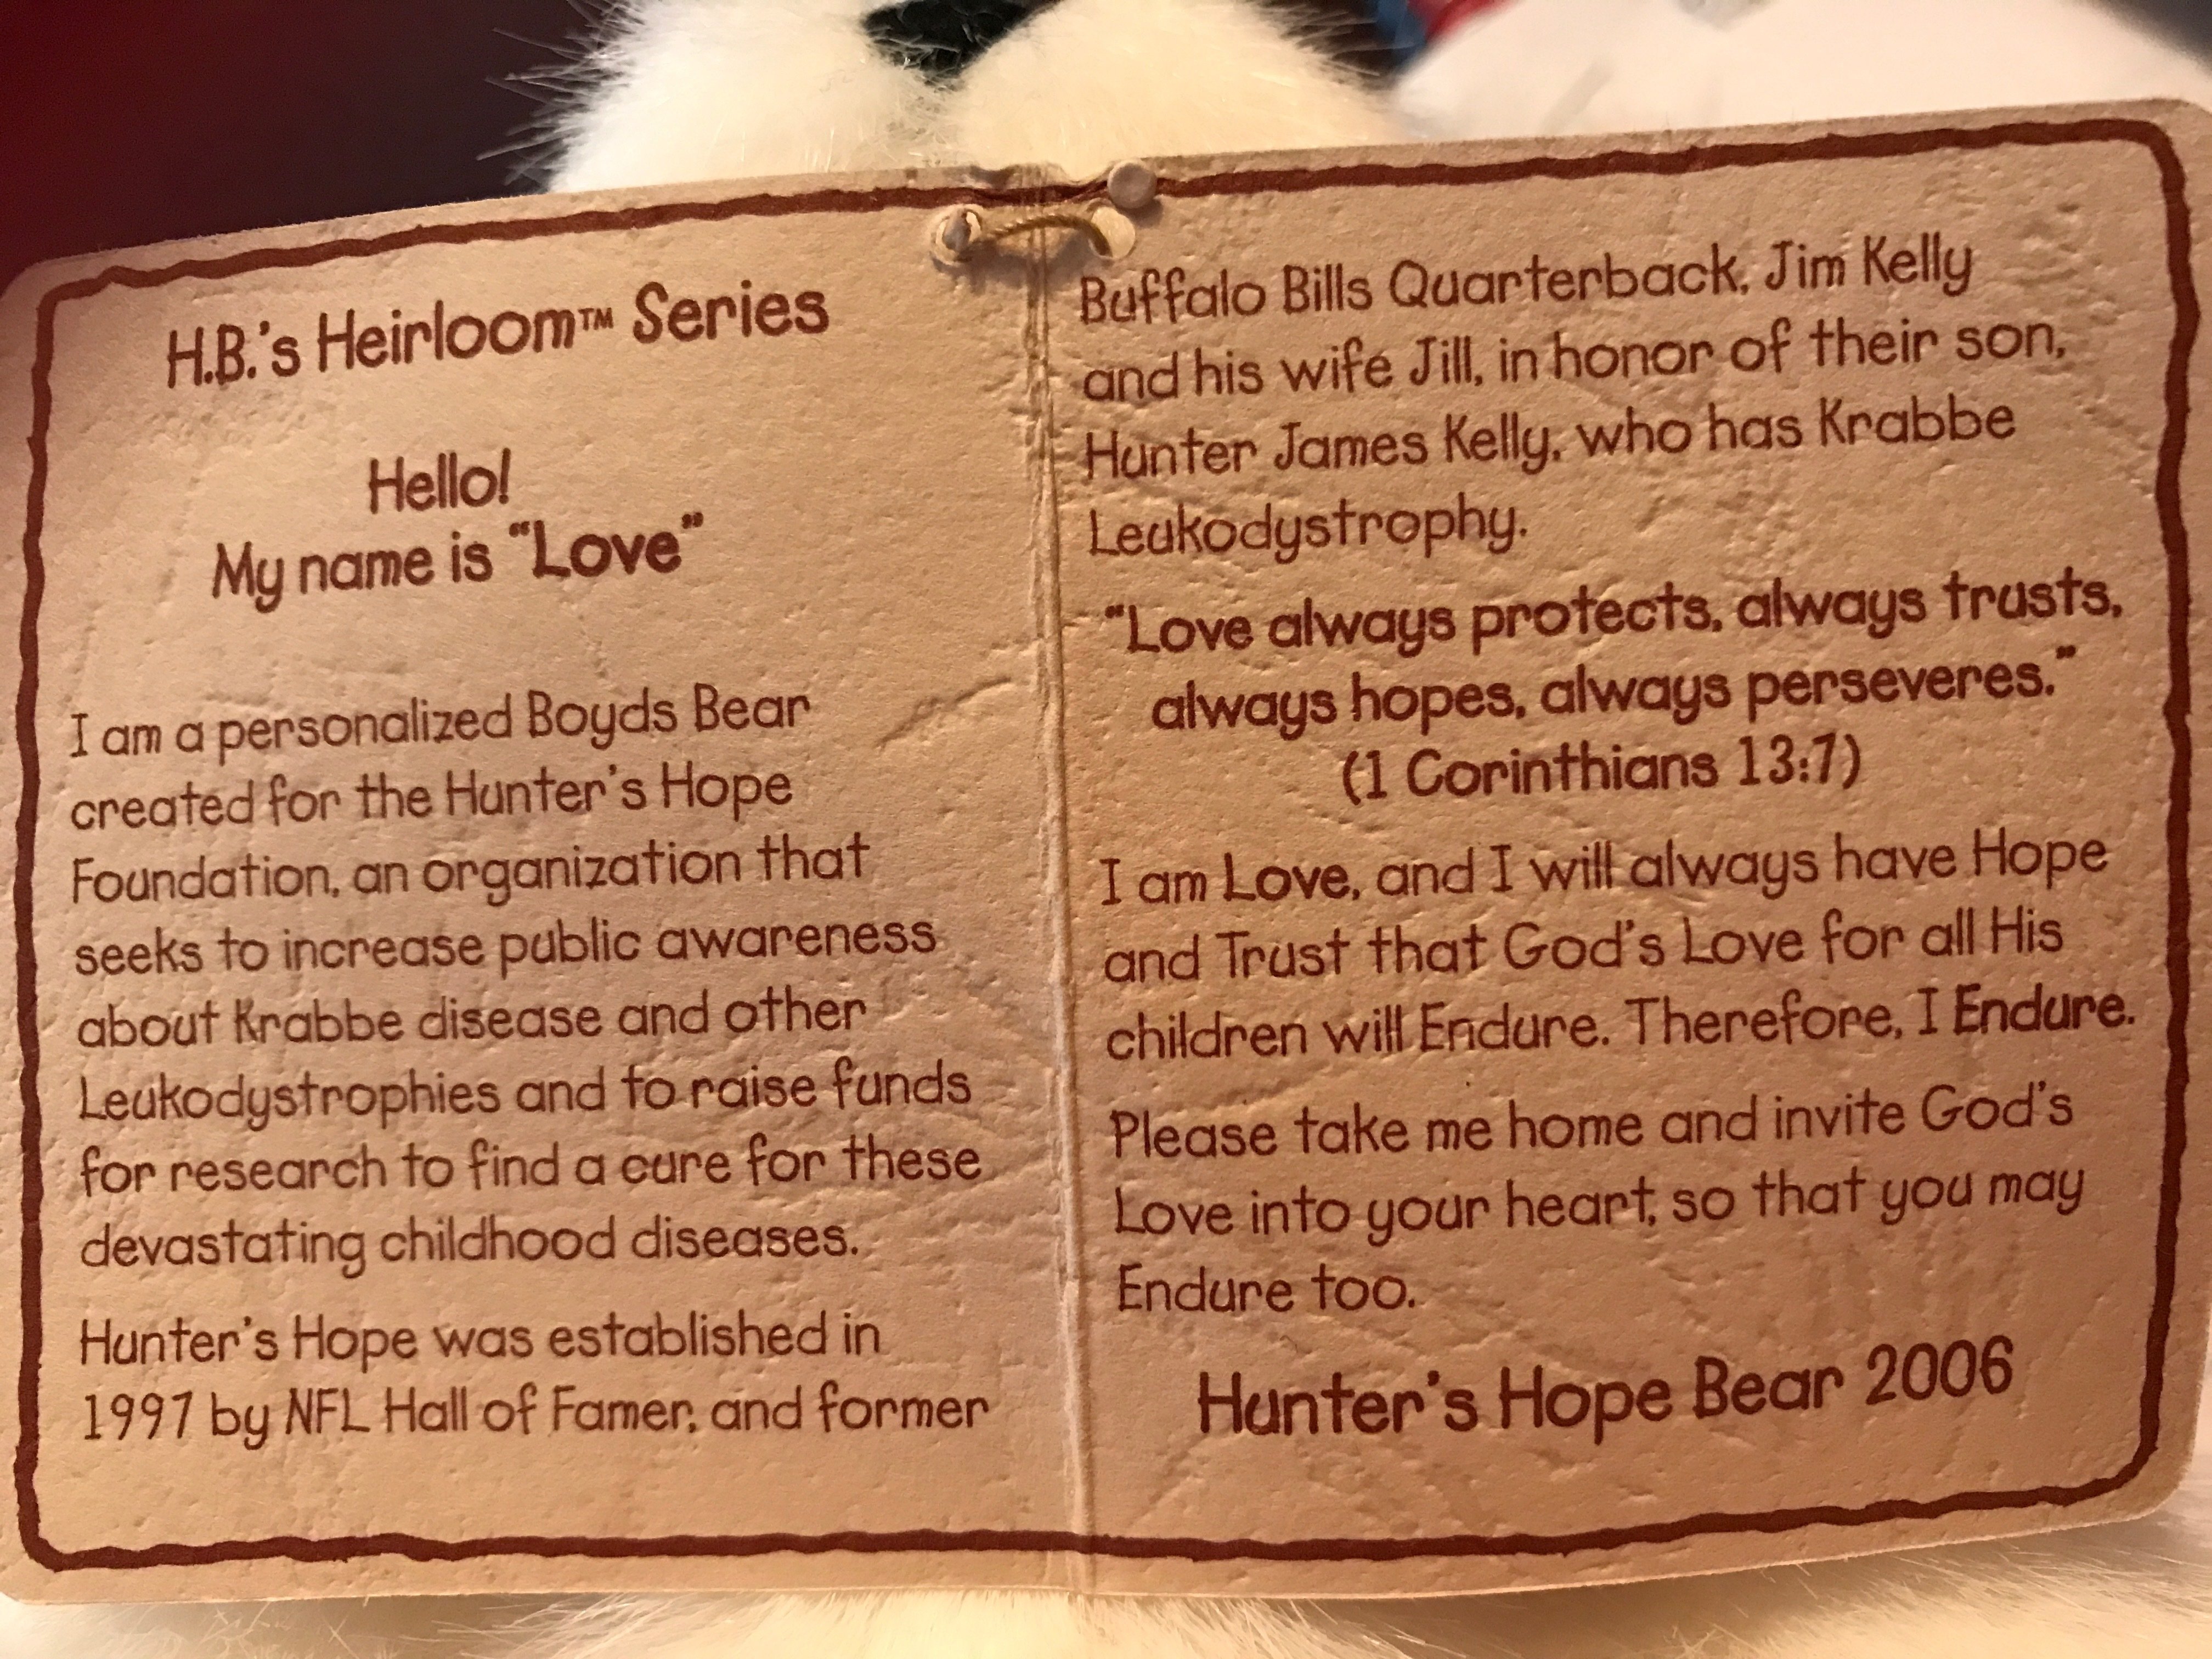 H.B.'s Heirloom™ Series
Hello!
My name is "Love"
I am a personalized Boyds Bear
created for the Hunter's Hope
Foundation, an organization that
seeks to increase public awareness
about Krabbe disease and other
Leukodystrophies and to raise funds
for research to find a cure for these
devastating childhood diseases.
Hunter's Hope was established in
1997 by NFL Hall of Famer, and former
Buffalo Bills Quarterback, Jim Kelly
and his wife Jill, in honor of their son,
Hunter James Kelly, who has Krabbe
Leukodystrophy.
"Love always protects, always trusts,
always hopes, always perseveres."
(1 Corinthians 13:7)
I am Love, and I will always have Hope
and Trust that God's Love for all His
children will Endure. Therefore, I Endure.
Please take me home and invite God's
Love into your heart, so that you may
Endure too.
Hunter's Hope Bear 2006